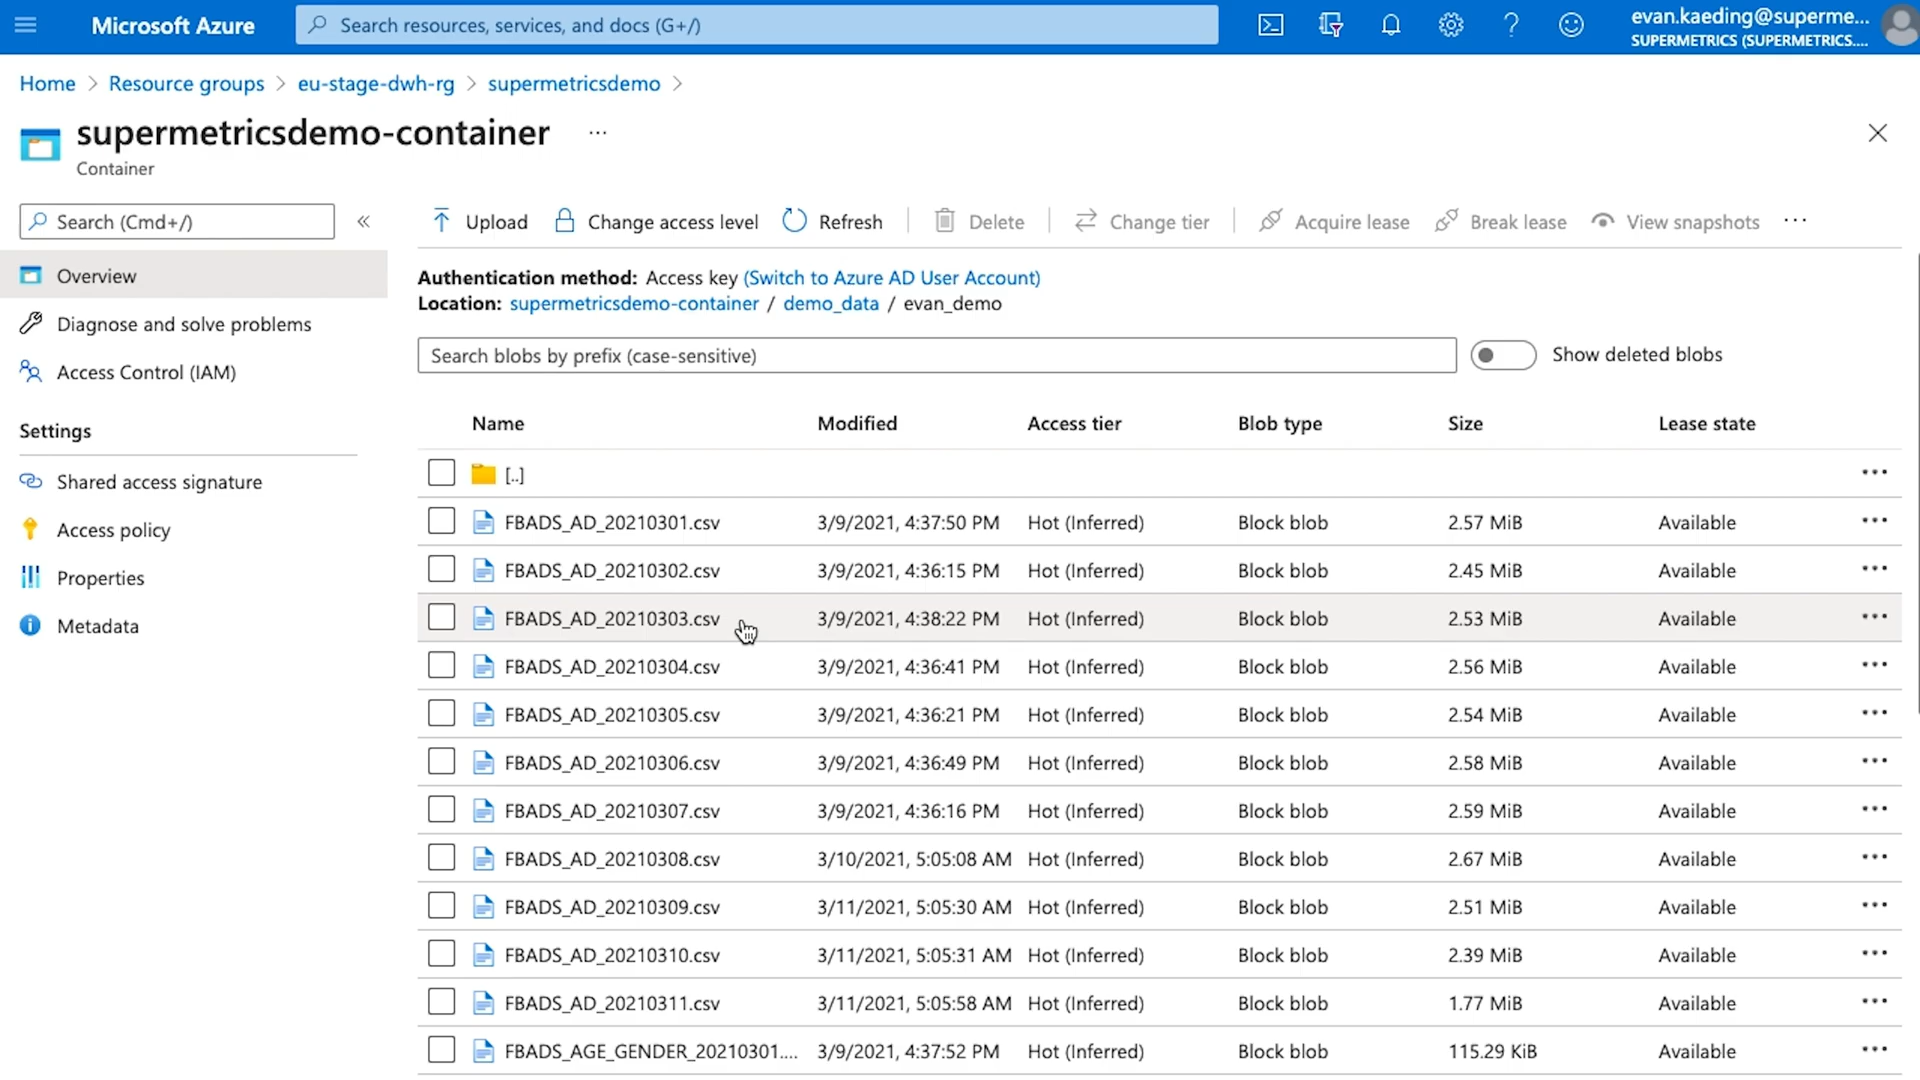 Microsoft Azure
Search resources, services, and docs (G+/)
evan.kaeding@superme...
SUPERMETRICS (SUPERMETRICS....
Home > Resource groups > eu-stage-dwh-rg > supermetricsdemo >
supermetricsdemo-container ...
Container
Search (Cmd+/) «
Overview
Diagnose and solve problems
Access Control (IAM)
Settings
Shared access signature
Access policy
Properties
Metadata
Upload Change access level Refresh Delete Change tier Acquire lease Break lease View snapshots ...
Authentication method: Access key (Switch to Azure AD User Account)
Location: supermetricsdemo-container / demo_data / evan_demo
Search blobs by prefix (case-sensitive) Show deleted blobs
Name Modified Access tier Blob type Size Lease state
[..] ...
FBADS_AD_20210301.csv 3/9/2021, 4:37:50 PM Hot (Inferred) Block blob 2.57 MiB Available ...
FBADS_AD_20210302.csv 3/9/2021, 4:36:15 PM Hot (Inferred) Block blob 2.45 MiB Available ...
FBADS_AD_20210303.csv 3/9/2021, 4:38:22 PM Hot (Inferred) Block blob 2.53 MiB Available ...
FBADS_AD_20210304.csv 3/9/2021, 4:36:41 PM Hot (Inferred) Block blob 2.56 MiB Available ...
FBADS_AD_20210305.csv 3/9/2021, 4:36:21 PM Hot (Inferred) Block blob 2.54 MiB Available ...
FBADS_AD_20210306.csv 3/9/2021, 4:36:49 PM Hot (Inferred) Block blob 2.58 MiB Available ...
FBADS_AD_20210307.csv 3/9/2021, 4:36:16 PM Hot (Inferred) Block blob 2.59 MiB Available ...
FBADS_AD_20210308.csv 3/10/2021, 5:05:08 AM Hot (Inferred) Block blob 2.67 MiB Available ...
FBADS_AD_20210309.csv 3/11/2021, 5:05:30 AM Hot (Inferred) Block blob 2.51 MiB Available ...
FBADS_AD_20210310.csv 3/11/2021, 5:05:31 AM Hot (Inferred) Block blob 2.39 MiB Available ...
FBADS_AD_20210311.csv 3/11/2021, 5:05:58 AM Hot (Inferred) Block blob 1.77 MiB Available ...
FBADS_AGE_GENDER_20210301.... 3/9/2021, 4:37:52 PM Hot (Inferred) Block blob 115.29 KiB Available ...